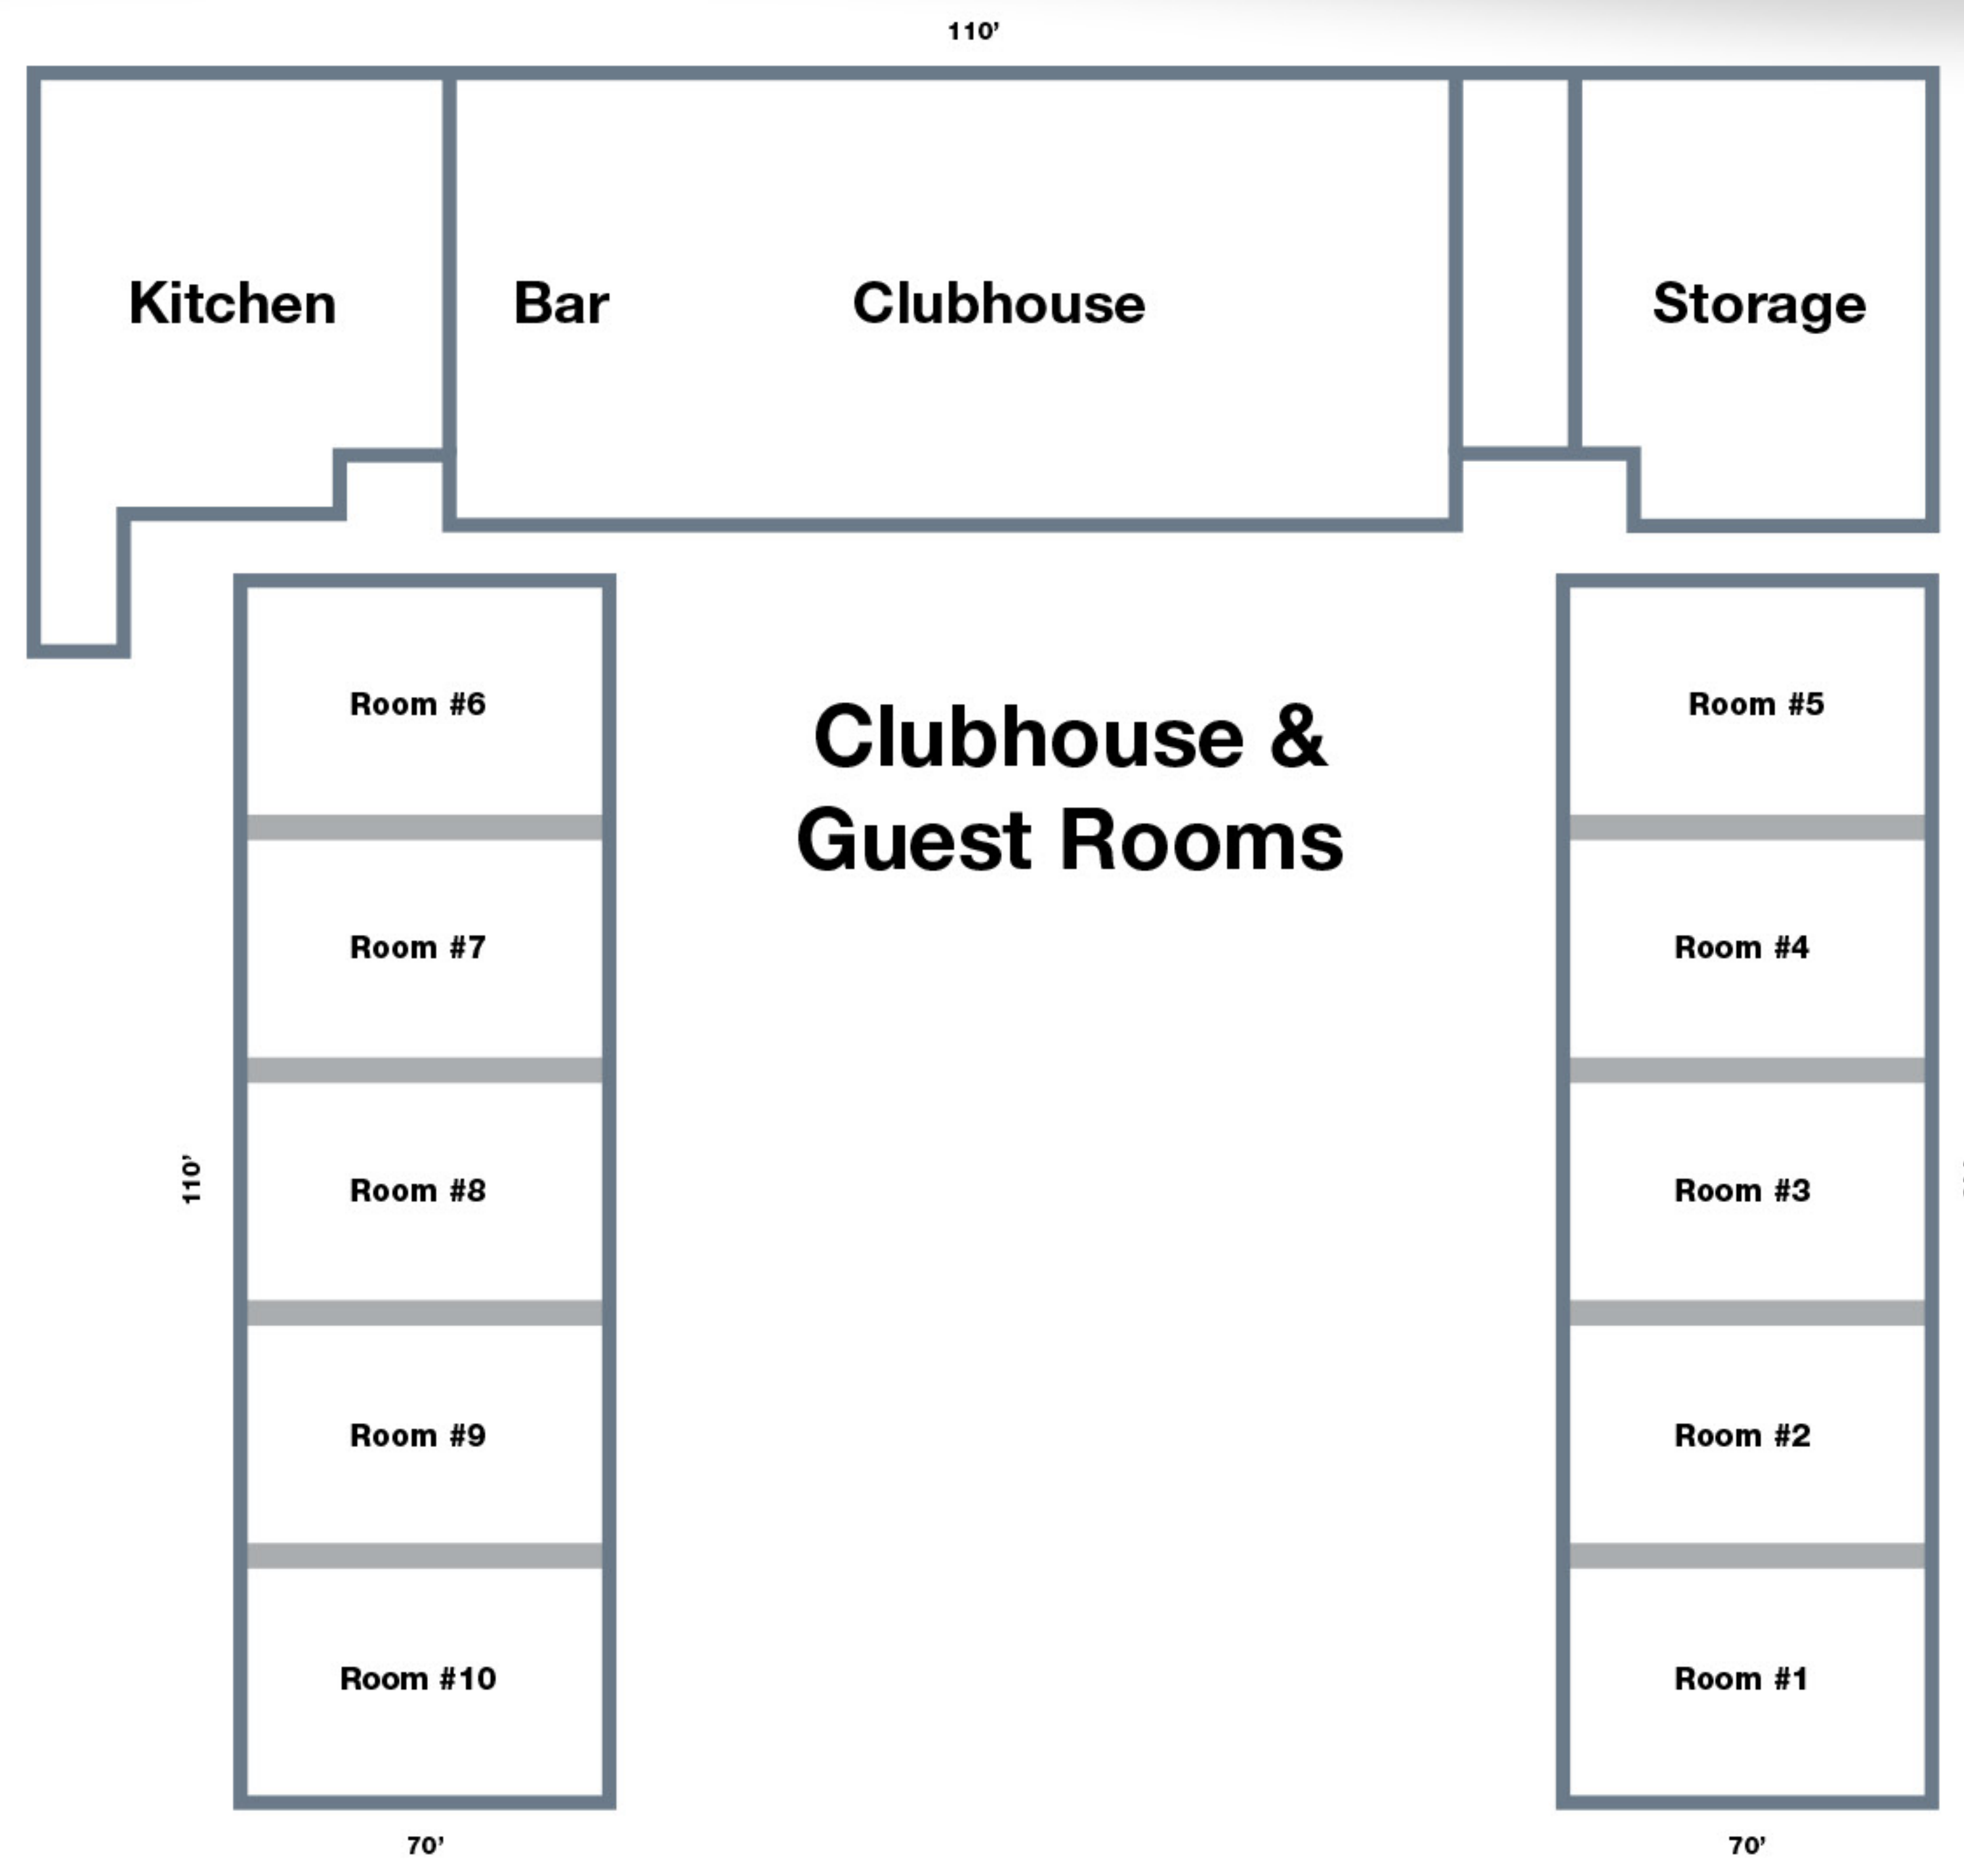 110’
Kitchen
Bar
Clubhouse
Storage
Clubhouse &
Guest Rooms
110’
Room #6
Room #7
Room #8
Room #9
Room #10
70’
Room #5
Room #4
Room #3
Room #2
Room #1
70’